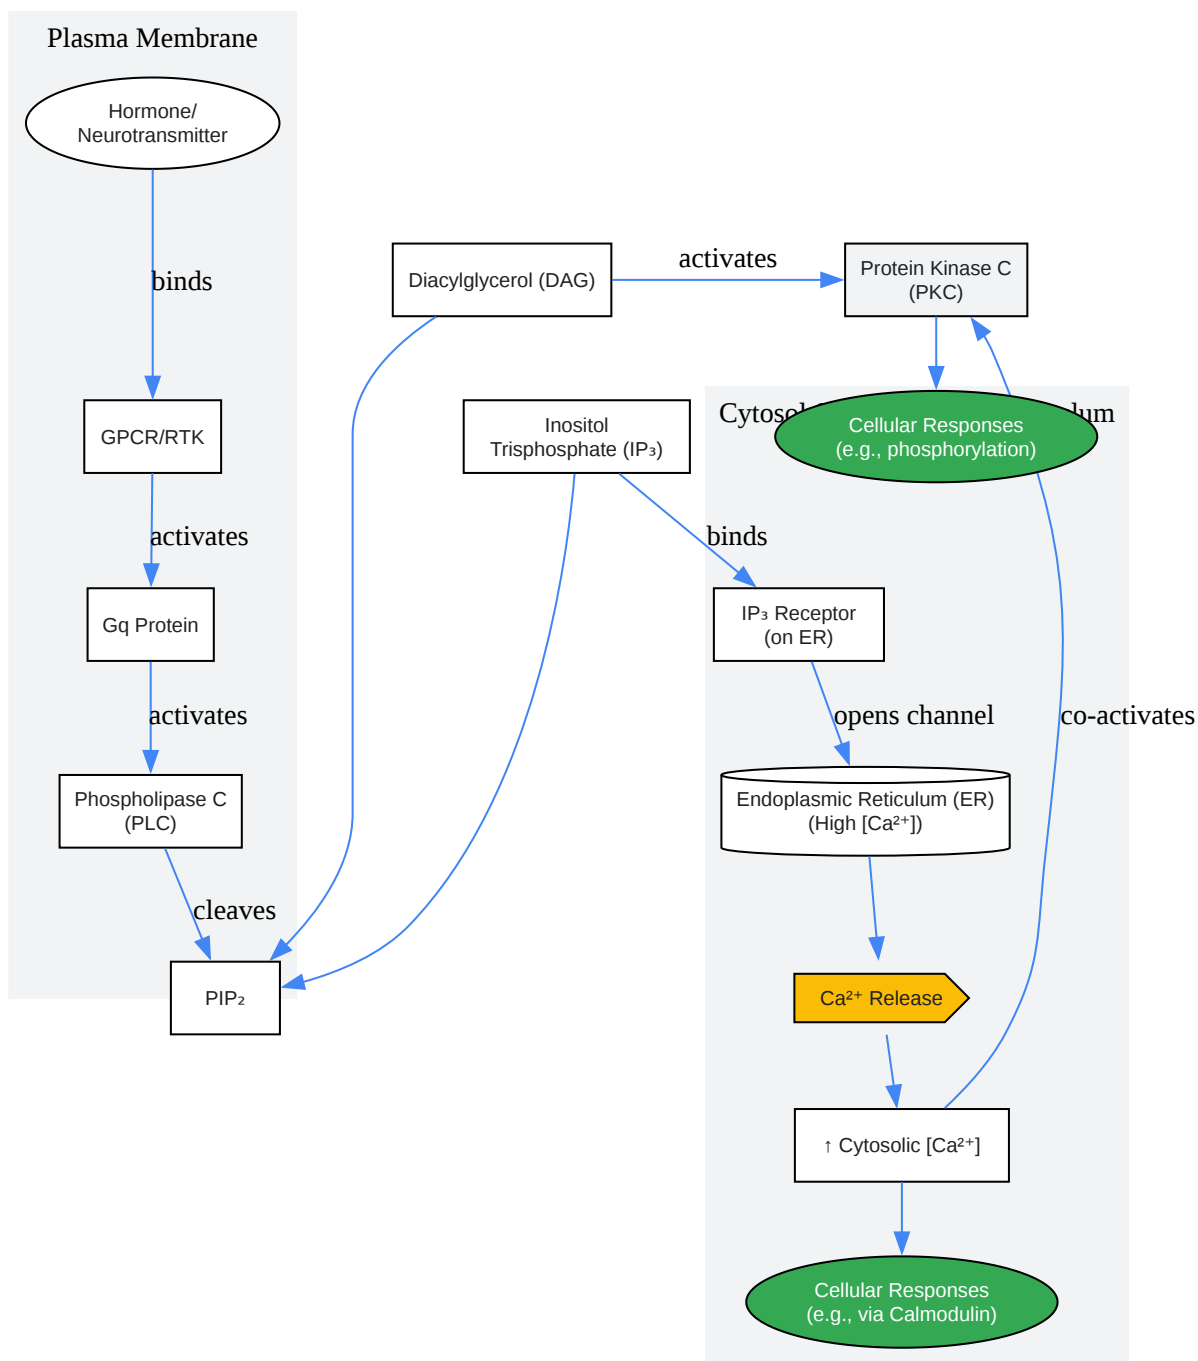 Plasma Membrane
Hormone/
Neurotransmitter
binds
GPCR/RTK
activates
Gq Protein
activates
Phospholipase C
(PLC)
cleaves
PIP₂
Diacylglycerol (DAG)
activates
Protein Kinase C
(PKC)
Inositol
Trisphosphate (IP₃)
binds
Cytosol
Cellular Responses
(e.g., phosphorylation)
IP₃ Receptor
(on ER)
opens channel
co-activates
Endoplasmic Reticulum (ER)
(High [Ca²⁺])
Ca²⁺ Release
↑ Cytosolic [Ca²⁺]
Cellular Responses
(e.g., via Calmodulin)